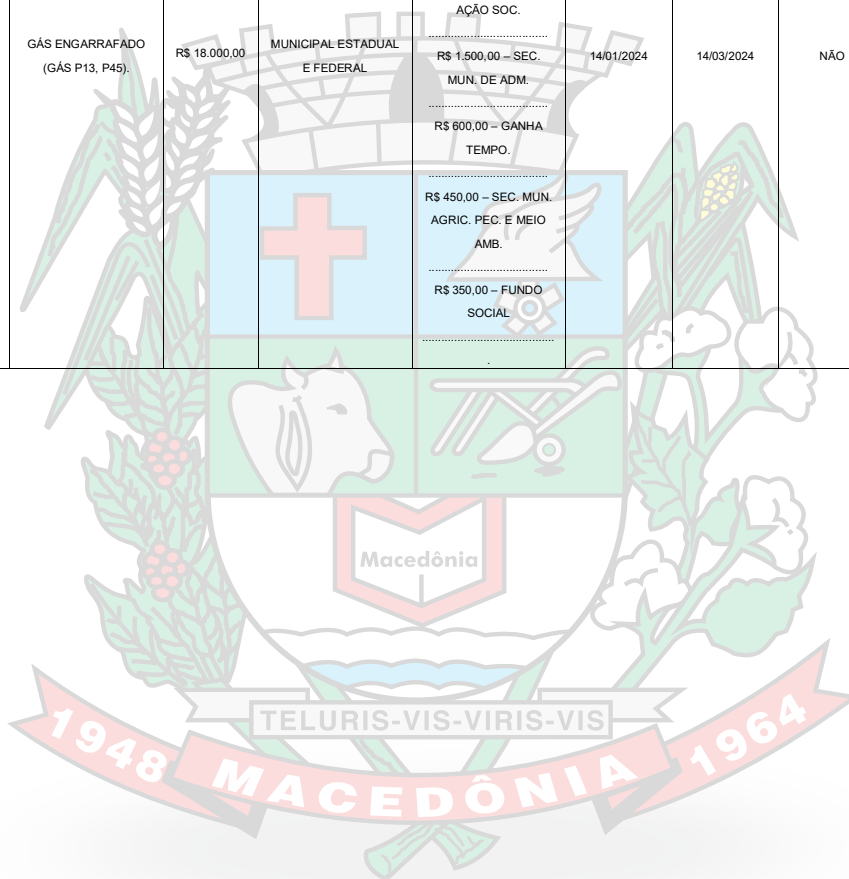 GÁS ENGARRAFADO
(GÁS P13, P45).
R$ 18.000,00
MUNICIPAL ESTADUAL
E FEDERAL
AÇÃO SOC.
........................................
R$ 1.500,00 – SEC.
MUN. DE ADM.
........................................
R$ 600,00 – GANHA
TEMPO.
........................................
R$ 450,00 – SEC. MUN.
AGRIC. PEC. E MEIO
AMB.
........................................
R$ 350,00 – FUNDO
SOCIAL
............................................
.
14/01/2024
14/03/2024
NÃO
Macedônia
TELURIS-VIS-VIRIS-VIS
1948
MACEDÔNIA
1964